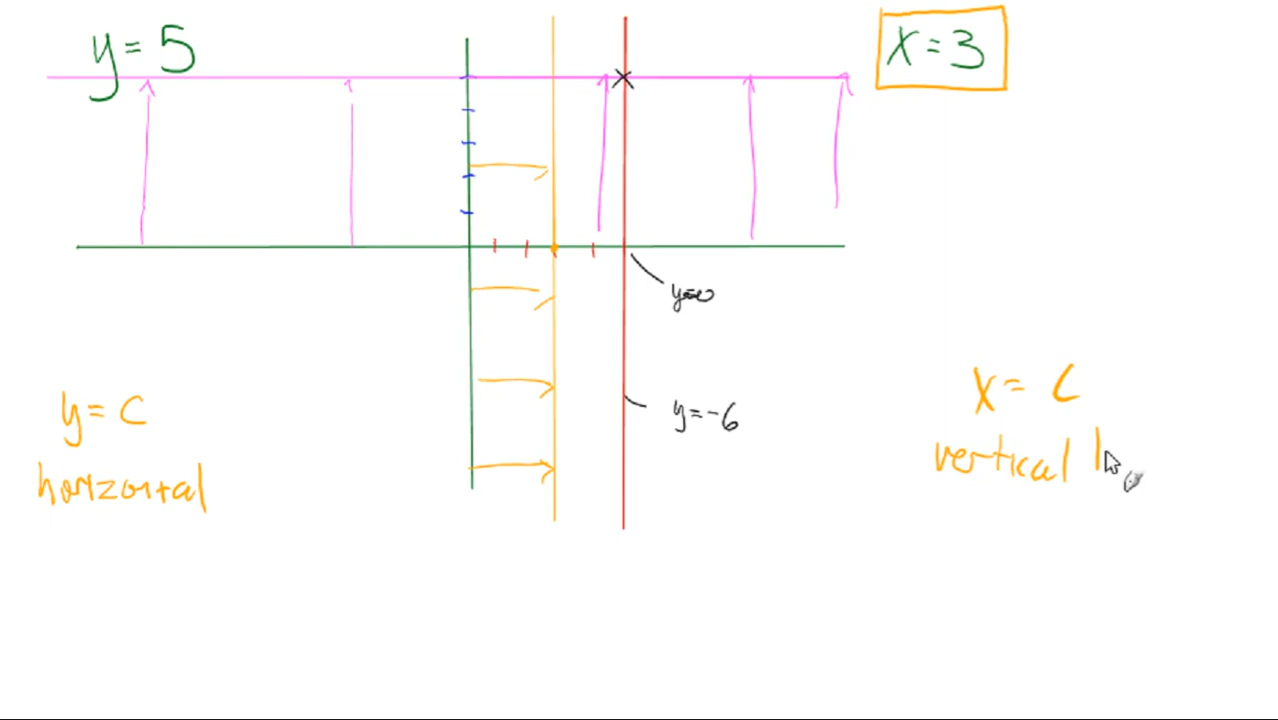 y = 5
x = 3
y=0
y = c
horizontal
y = -6
x = c
vertical l